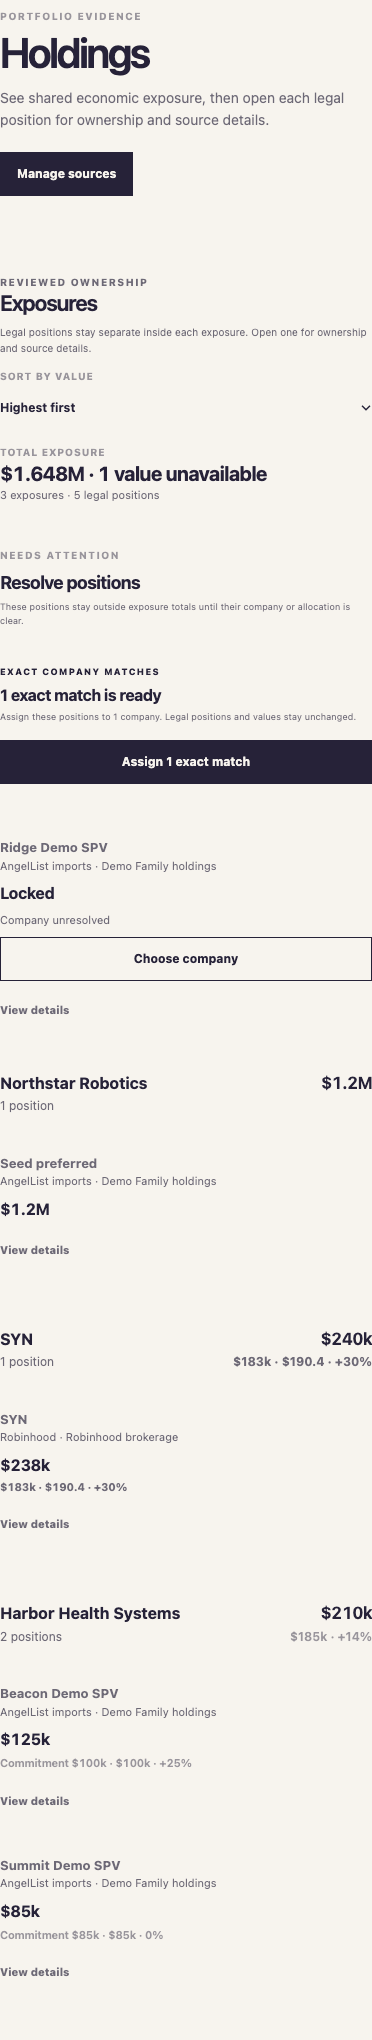 PORTFOLIO EVIDENCE
Holdings
See shared economic exposure, then open each legal
position for ownership and source details.
Manage sources
REVIEWED OWNERSHIP
Exposures
Legal positions stay separate inside each exposure. Open one for ownership
and source details.
SORT BY VALUE
Highest first
TOTAL EXPOSURE
$1.648M · 1 value unavailable
3 exposures · 5 legal positions
NEEDS ATTENTION
Resolve positions
These positions stay outside exposure totals until their company or allocation is
clear.
EXACT COMPANY MATCHES
1 exact match is ready
Assign these positions to 1 company. Legal positions and values stay unchanged.
Assign 1 exact match
Ridge Demo SPV
AngelList imports · Demo Family holdings
Locked
Company unresolved
Choose company
View details
Northstar Robotics $1.2M
1 position
Seed preferred
AngelList imports · Demo Family holdings
$1.2M
View details
SYN $240k
1 position $183k · $190.4 · +30%
SYN
Robinhood · Robinhood brokerage
$238k
$183k · $190.4 · +30%
View details
Harbor Health Systems $210k
2 positions $185k · +14%
Beacon Demo SPV
AngelList imports · Demo Family holdings
$125k
Commitment $100k · $100k · +25%
View details
Summit Demo SPV
AngelList imports · Demo Family holdings
$85k
Commitment $85k · $85k · 0%
View details